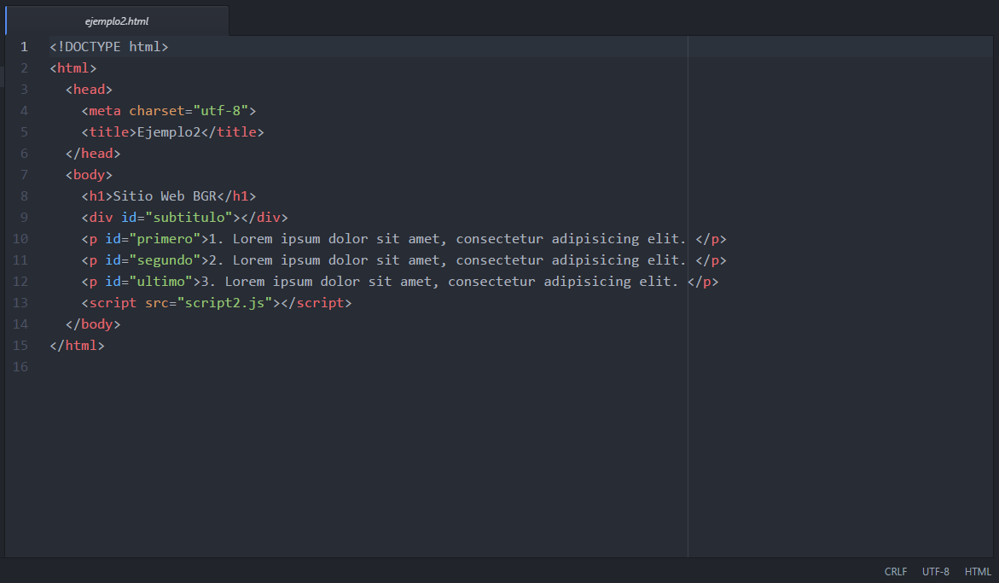 ejemplo2.html
1 <!DOCTYPE html>
2 <html>
3   <head>
4     <meta charset="utf-8">
5     <title>Ejemplo2</title>
6   </head>
7   <body>
8     <h1>Sitio Web BGR</h1>
9     <div id="subtitulo"></div>
10     <p id="primero">1. Lorem ipsum dolor sit amet, consectetur adipisicing elit. </p>
11     <p id="segundo">2. Lorem ipsum dolor sit amet, consectetur adipisicing elit. </p>
12     <p id="ultimo">3. Lorem ipsum dolor sit amet, consectetur adipisicing elit. </p>
13     <script src="script2.js"></script>
14   </body>
15 </html>
16
CRLF UTF-8 HTML